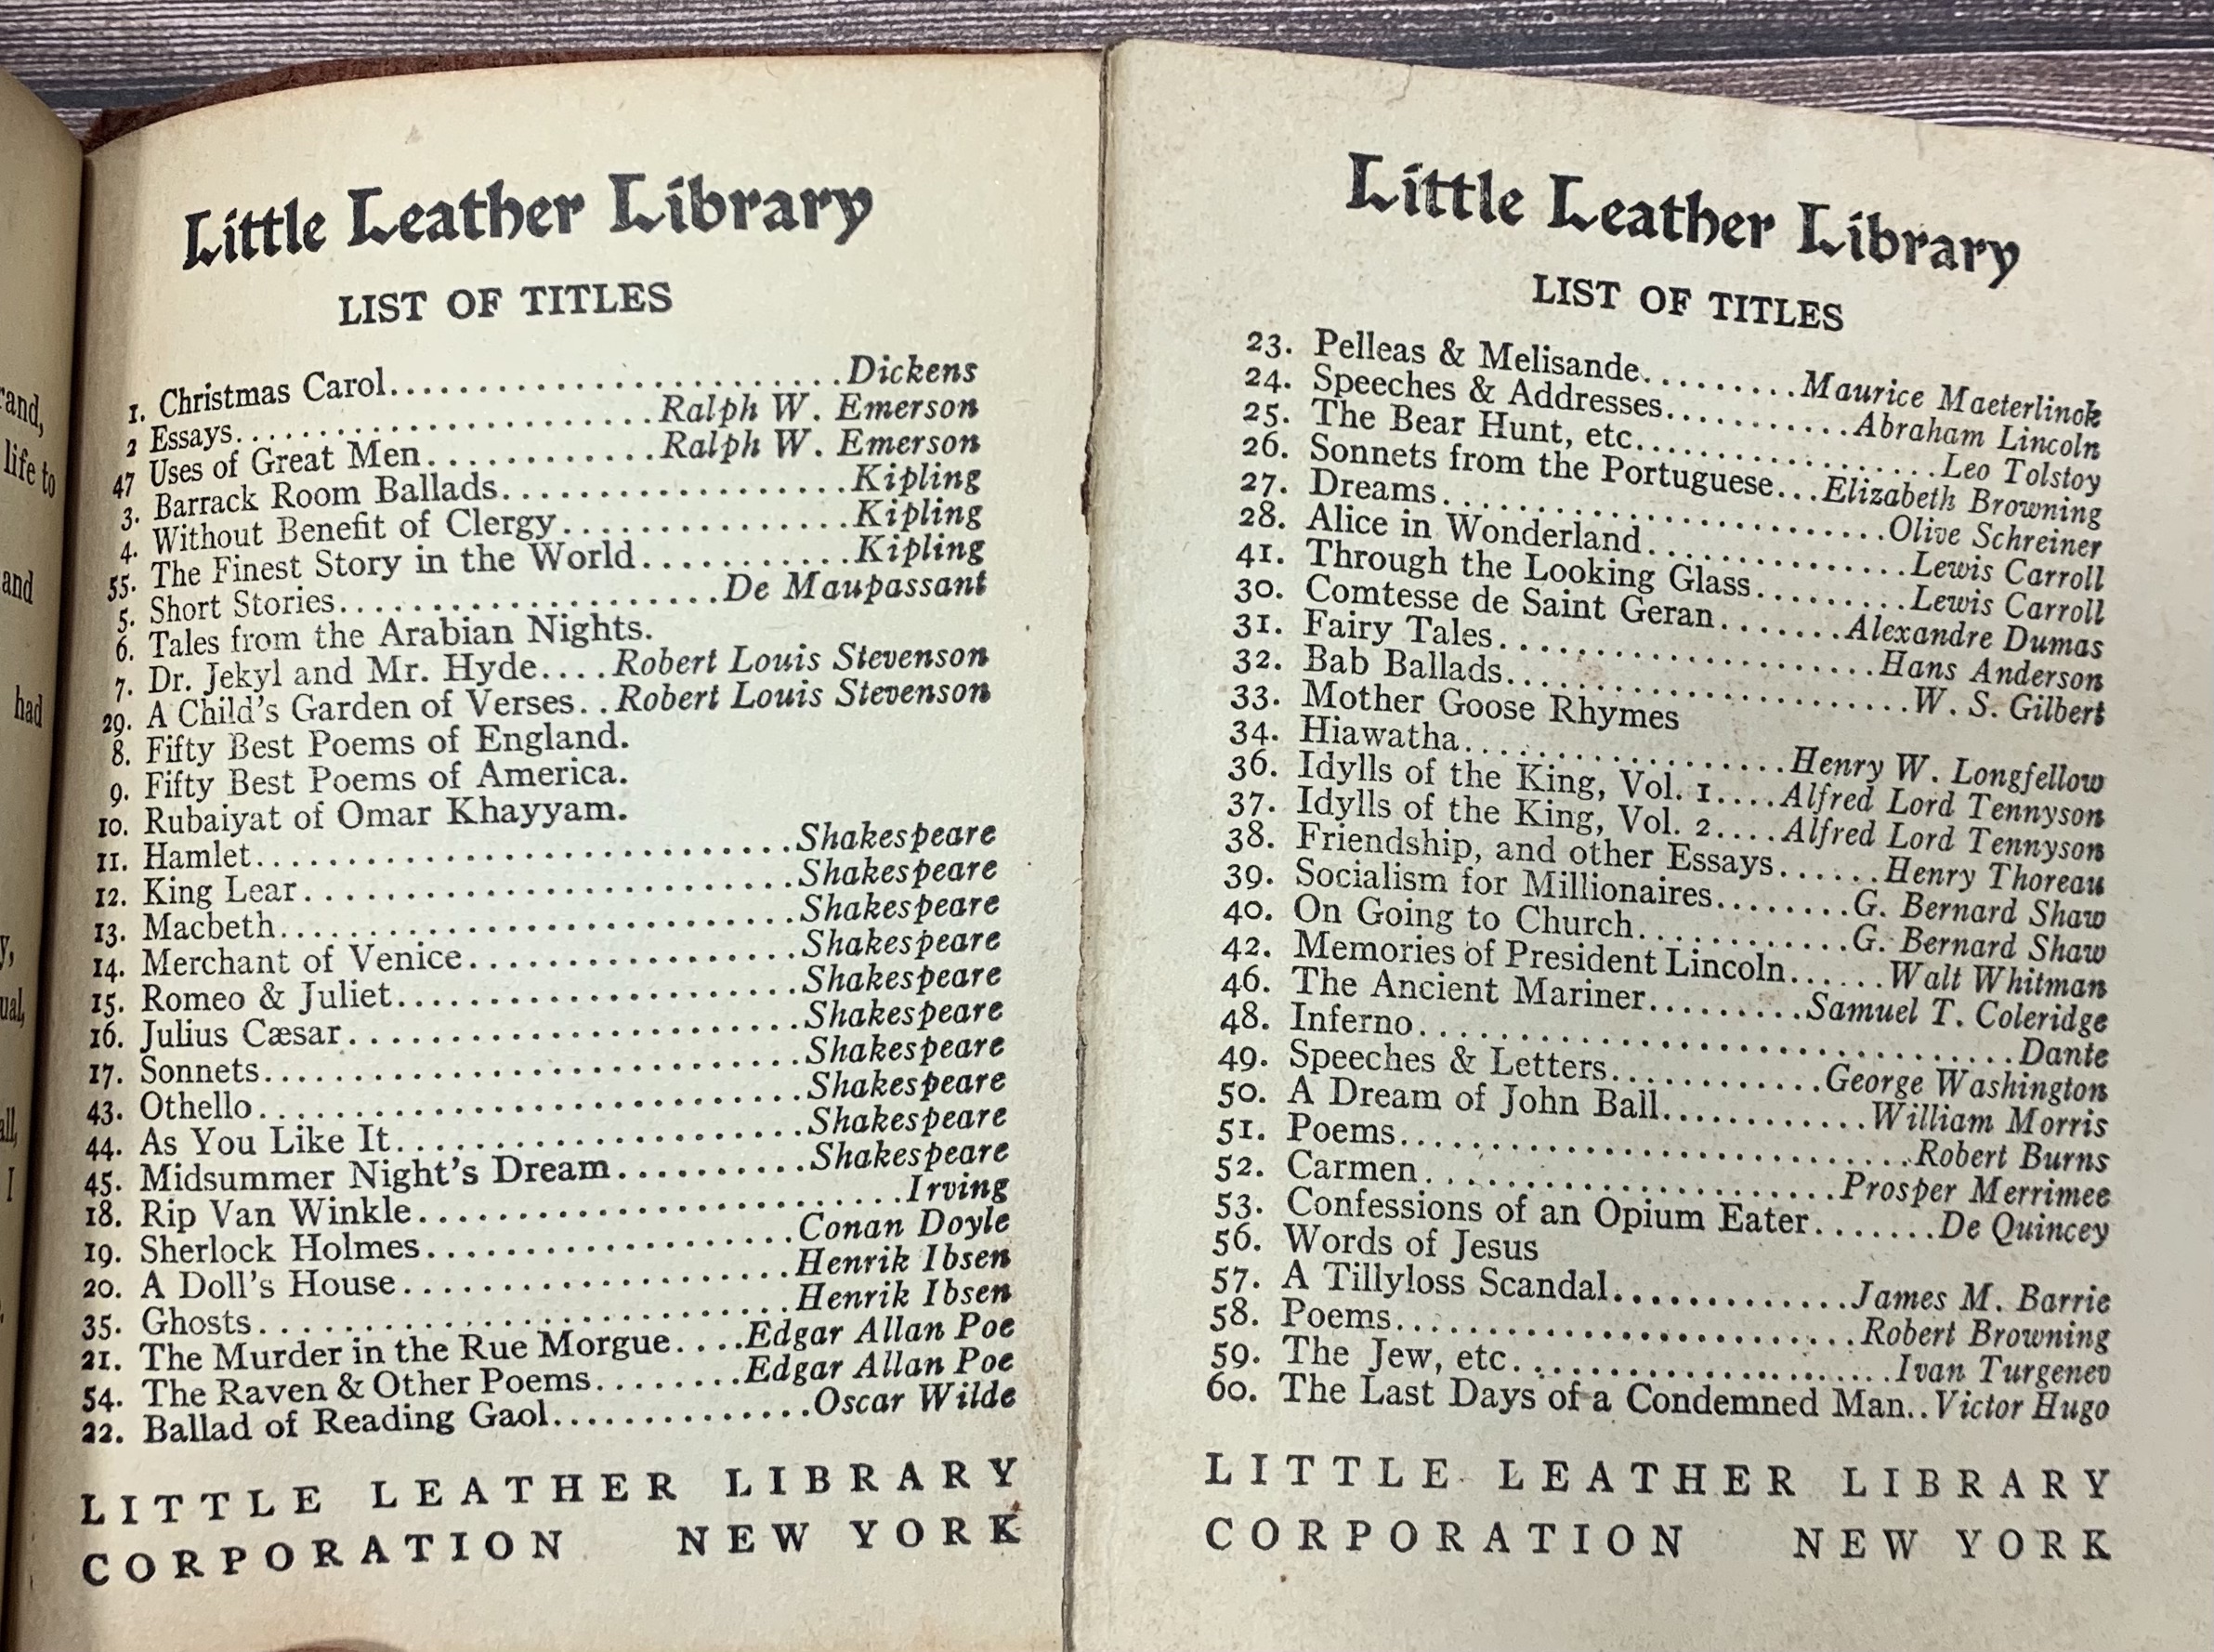 rand,
life to
and
had
y,
ual,
all,
I
Little Leather Library
LIST OF TITLES
1. Christmas Carol........................Dickens
2 Essays........................Ralph W. Emerson
47 Uses of Great Men............Ralph W. Emerson
3. Barrack Room Ballads..................Kipling
4. Without Benefit of Clergy...............Kipling
55. The Finest Story in the World...........Kipling
5. Short Stories....................De Maupassant
6. Tales from the Arabian Nights.
7. Dr. Jekyl and Mr. Hyde....Robert Louis Stevenson
29. A Child's Garden of Verses..Robert Louis Stevenson
8. Fifty Best Poems of England.
9. Fifty Best Poems of America.
10. Rubaiyat of Omar Khayyam.
11. Hamlet.............................Shakespeare
12. King Lear..........................Shakespeare
13. Macbeth............................Shakespeare
14. Merchant of Venice..................Shakespeare
15. Romeo & Juliet.....................Shakespeare
16. Julius Cæsar........................Shakespeare
17. Sonnets.............................Shakespeare
43. Othello.............................Shakespeare
44. As You Like It......................Shakespeare
45. Midsummer Night's Dream..........Shakespeare
18. Rip Van Winkle.........................Irving
19. Sherlock Holmes...................Conan Doyle
20. A Doll's House.....................Henrik Ibsen
35. Ghosts............................Henrik Ibsen
21. The Murder in the Rue Morgue....Edgar Allan Poe
54. The Raven & Other Poems........Edgar Allan Poe
22. Ballad of Reading Gaol..............Oscar Wilde
LITTLE LEATHER LIBRARY
CORPORATION NEW YORK
Little Leather Library
LIST OF TITLES
23. Pelleas & Melisande.........Maurice Maeterlinck
24. Speeches & Addresses...........Abraham Lincoln
25. The Bear Hunt, etc..................Leo Tolstoy
26. Sonnets from the Portuguese...Elizabeth Browning
27. Dreams..........................Olive Schreiner
28. Alice in Wonderland...............Lewis Carroll
41. Through the Looking Glass.........Lewis Carroll
30. Comtesse de Saint Geran.......Alexandre Dumas
31. Fairy Tales......................Hans Anderson
32. Bab Ballads.......................W. S. Gilbert
33. Mother Goose Rhymes
34. Hiawatha...................Henry W. Longfellow
36. Idylls of the King, Vol. 1....Alfred Lord Tennyson
37. Idylls of the King, Vol. 2....Alfred Lord Tennyson
38. Friendship, and other Essays......Henry Thoreau
39. Socialism for Millionaires........G. Bernard Shaw
40. On Going to Church............G. Bernard Shaw
42. Memories of President Lincoln......Walt Whitman
46. The Ancient Mariner.........Samuel T. Coleridge
48. Inferno.................................Dante
49. Speeches & Letters............George Washington
50. A Dream of John Ball...........William Morris
51. Poems............................Robert Burns
52. Carmen.......................Prosper Merrimee
53. Confessions of an Opium Eater.......De Quincey
56. Words of Jesus
57. A Tillyloss Scandal.............James M. Barrie
58. Poems.........................Robert Browning
59. The Jew, etc......................Ivan Turgenev
60. The Last Days of a Condemned Man..Victor Hugo
LITTLE LEATHER LIBRARY
CORPORATION NEW YORK